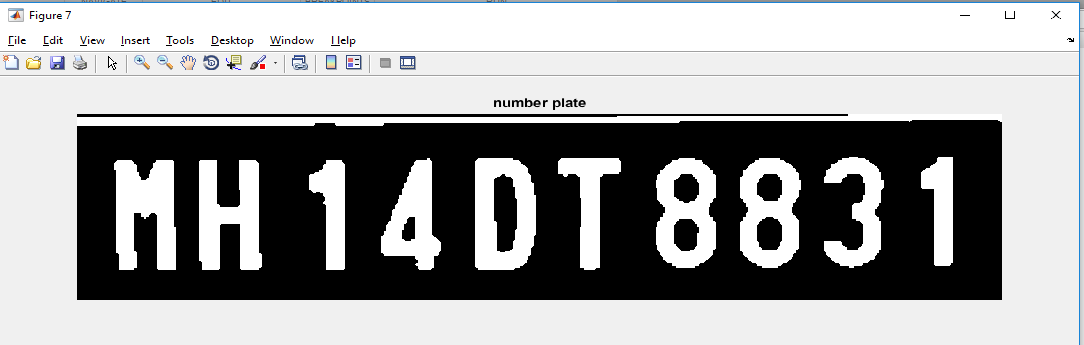 Figure 7
File Edit View Insert Tools Desktop Window Help
number plate
MH 14 DT 8831